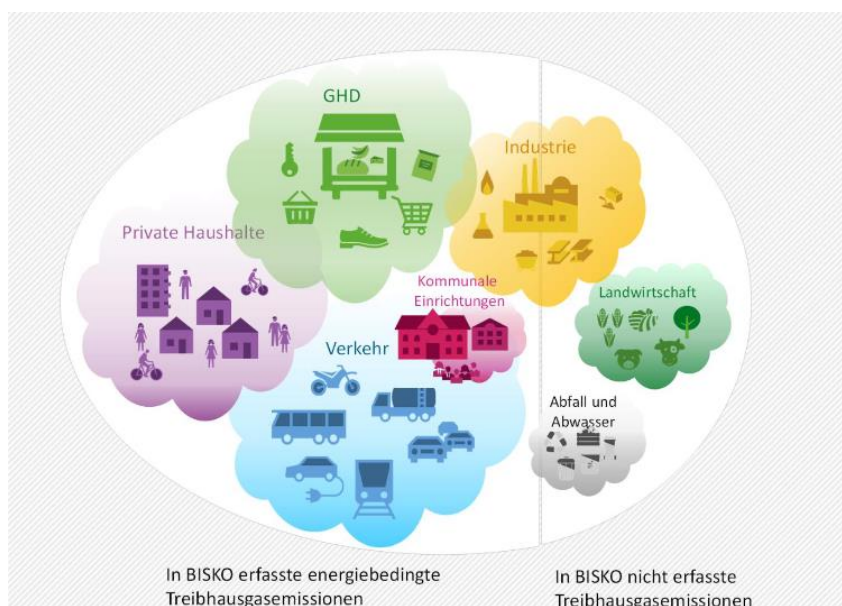 GHD
Industrie
Private Haushalte
Kommunale
Einrichtungen
Landwirtschaft
Verkehr
Abfall und
Abwasser
In BISKO erfasste energiebedingte
Treibhausgasemissionen
In BISKO nicht erfasste
Treibhausgasemissionen